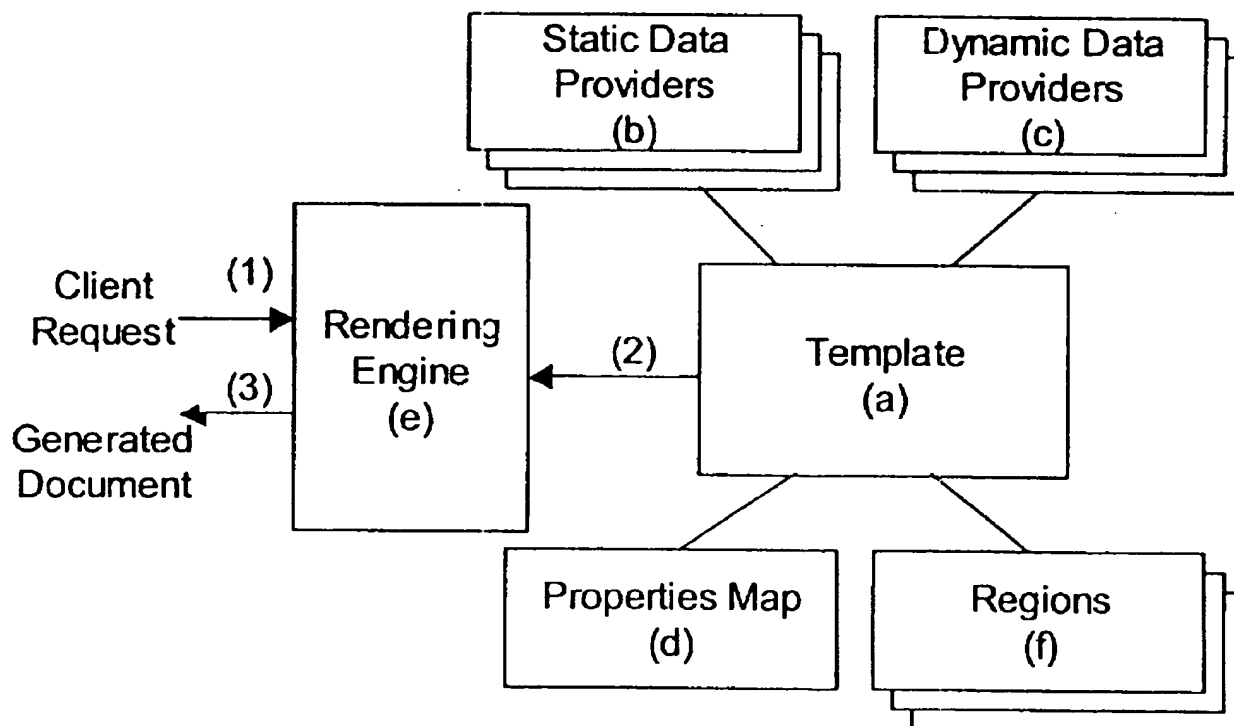 Static Data
Providers
(b)
Dynamic Data
Providers
(c)
Client
Request
(1)
Rendering
Engine
(e)
(2)
Template
(a)
(3)
Generated
Document
Properties Map
(d)
Regions
(f)